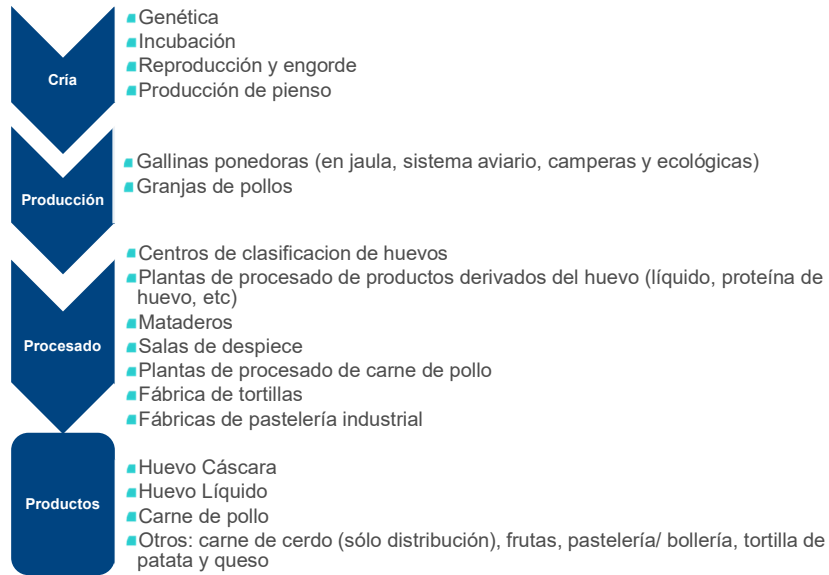 Cría
Genética
Incubación
Reproducción y engorde
Producción de pienso
Producción
Gallinas ponedoras (en jaula, sistema aviario, camperas y ecológicas)
Granjas de pollos
Procesado
Centros de clasificacion de huevos
Plantas de procesado de productos derivados del huevo (líquido, proteína de
huevo, etc)
Mataderos
Salas de despiece
Plantas de procesado de carne de pollo
Fábrica de tortillas
Fábricas de pastelería industrial
Productos
Huevo Cáscara
Huevo Líquido
Carne de pollo
Otros: carne de cerdo (sólo distribución), frutas, pastelería/ bollería, tortilla de
patata y queso